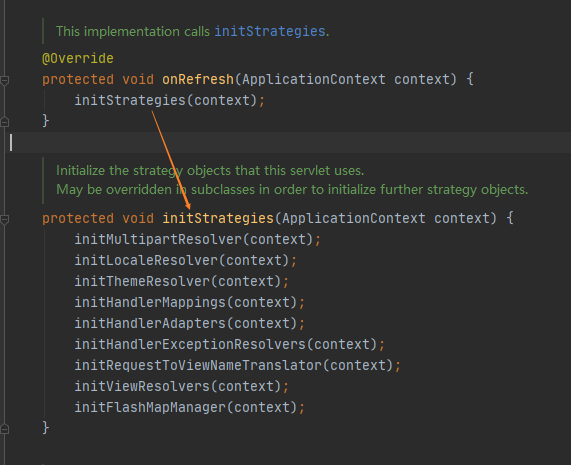 This implementation calls initStrategies.
@Override
protected void onRefresh(ApplicationContext context) {
initStrategies(context);
}
Initialize the strategy objects that this servlet uses.
May be overridden in subclasses in order to initialize further strategy objects.
protected void initStrategies(ApplicationContext context) {
initMultipartResolver(context);
initLocaleResolver(context);
initThemeResolver(context);
initHandlerMappings(context);
initHandlerAdapters(context);
initHandlerExceptionResolvers(context);
initRequestToViewNameTranslator(context);
initViewResolvers(context);
initFlashMapManager(context);
}